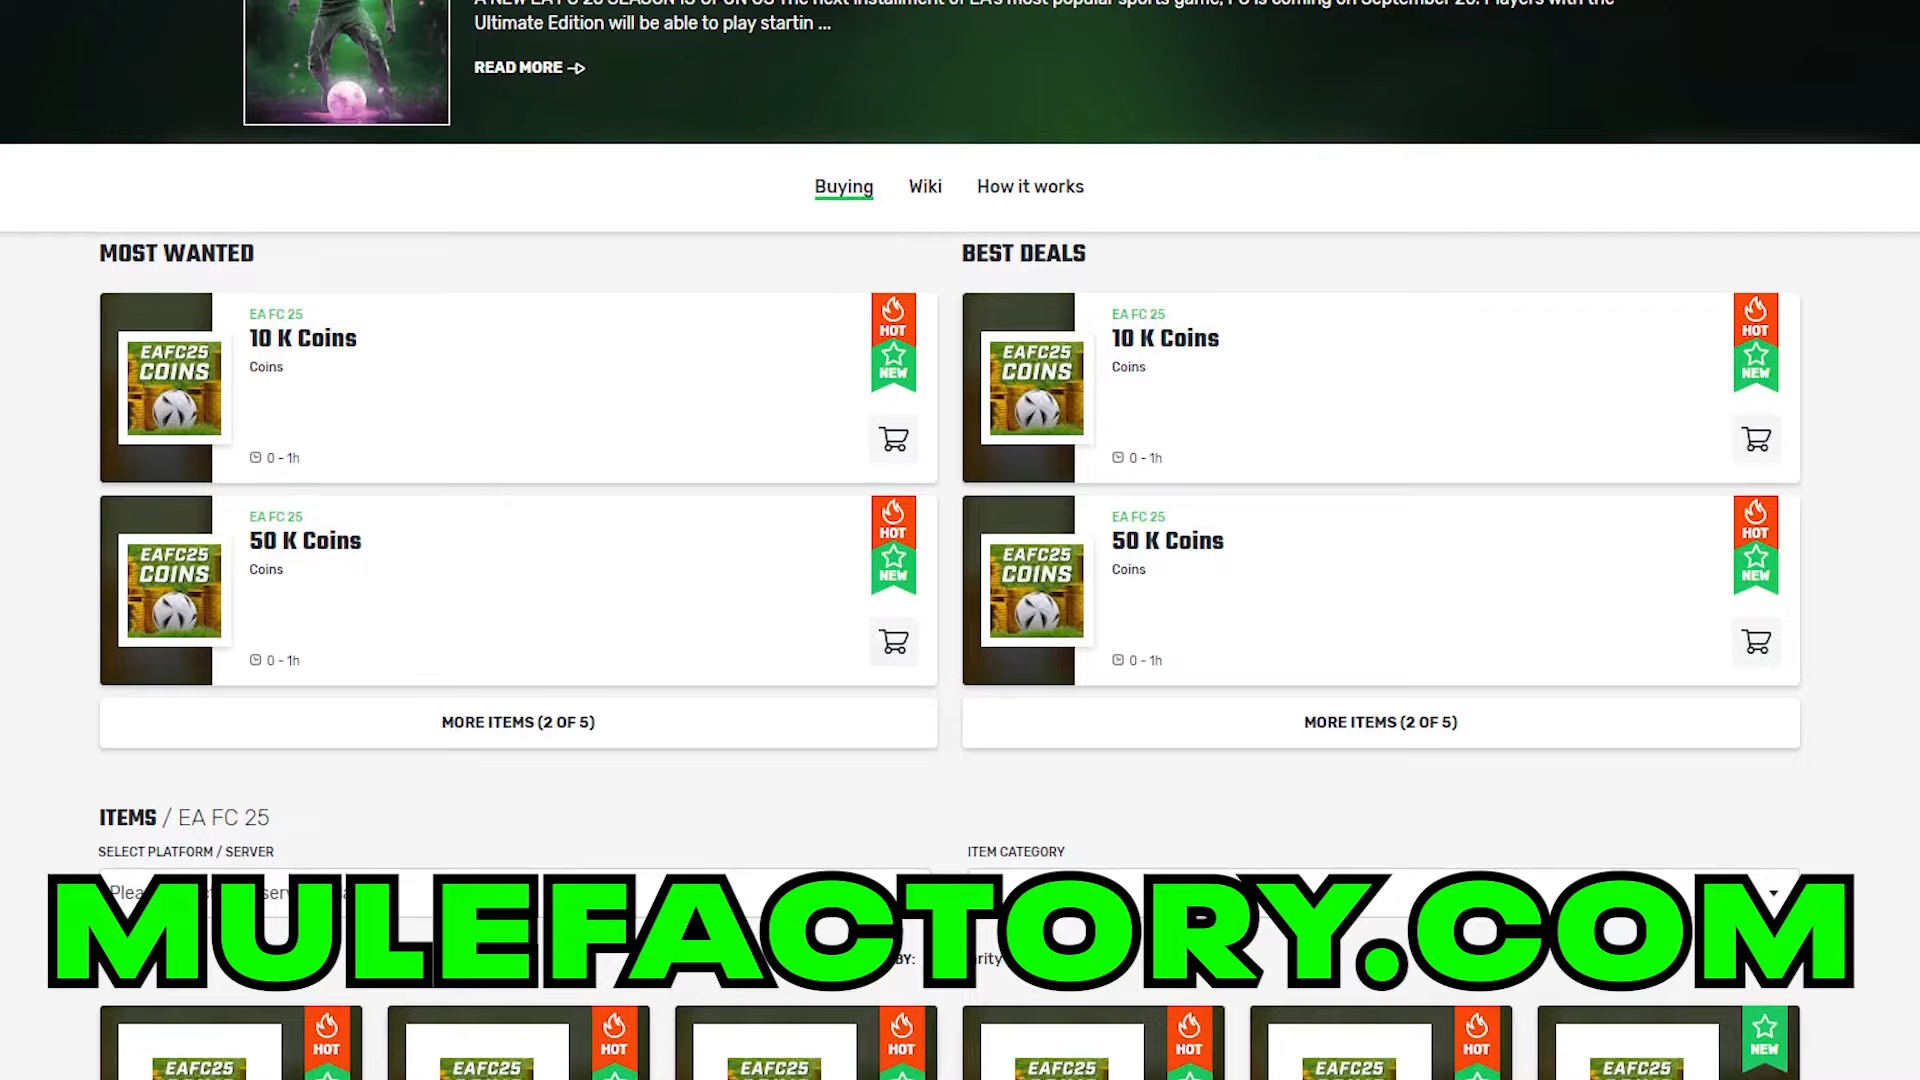 Ultimate Edition will be able to play startin ...
READ MORE
Buying Wiki How it works
MOST WANTED
BEST DEALS
EA FC 25
10 K Coins
Coins
HOT
NEW
0 - 1h
EAFC25
COINS
EA FC 25
10 K Coins
Coins
HOT
NEW
0 - 1h
EAFC25
COINS
EA FC 25
50 K Coins
Coins
HOT
NEW
0 - 1h
EAFC25
COINS
EA FC 25
50 K Coins
Coins
HOT
NEW
0 - 1h
EAFC25
COINS
MORE ITEMS (2 OF 5)
MORE ITEMS (2 OF 5)
ITEMS / EA FC 25
SELECT PLATFORM / SERVER
ITEM CATEGORY
MULEFACTORY.COM
BY:
HOT
HOT
HOT
HOT
HOT
NEW
EAFC25
EAFC25
EAFC25
EAFC25
EAFC25
EAFC25